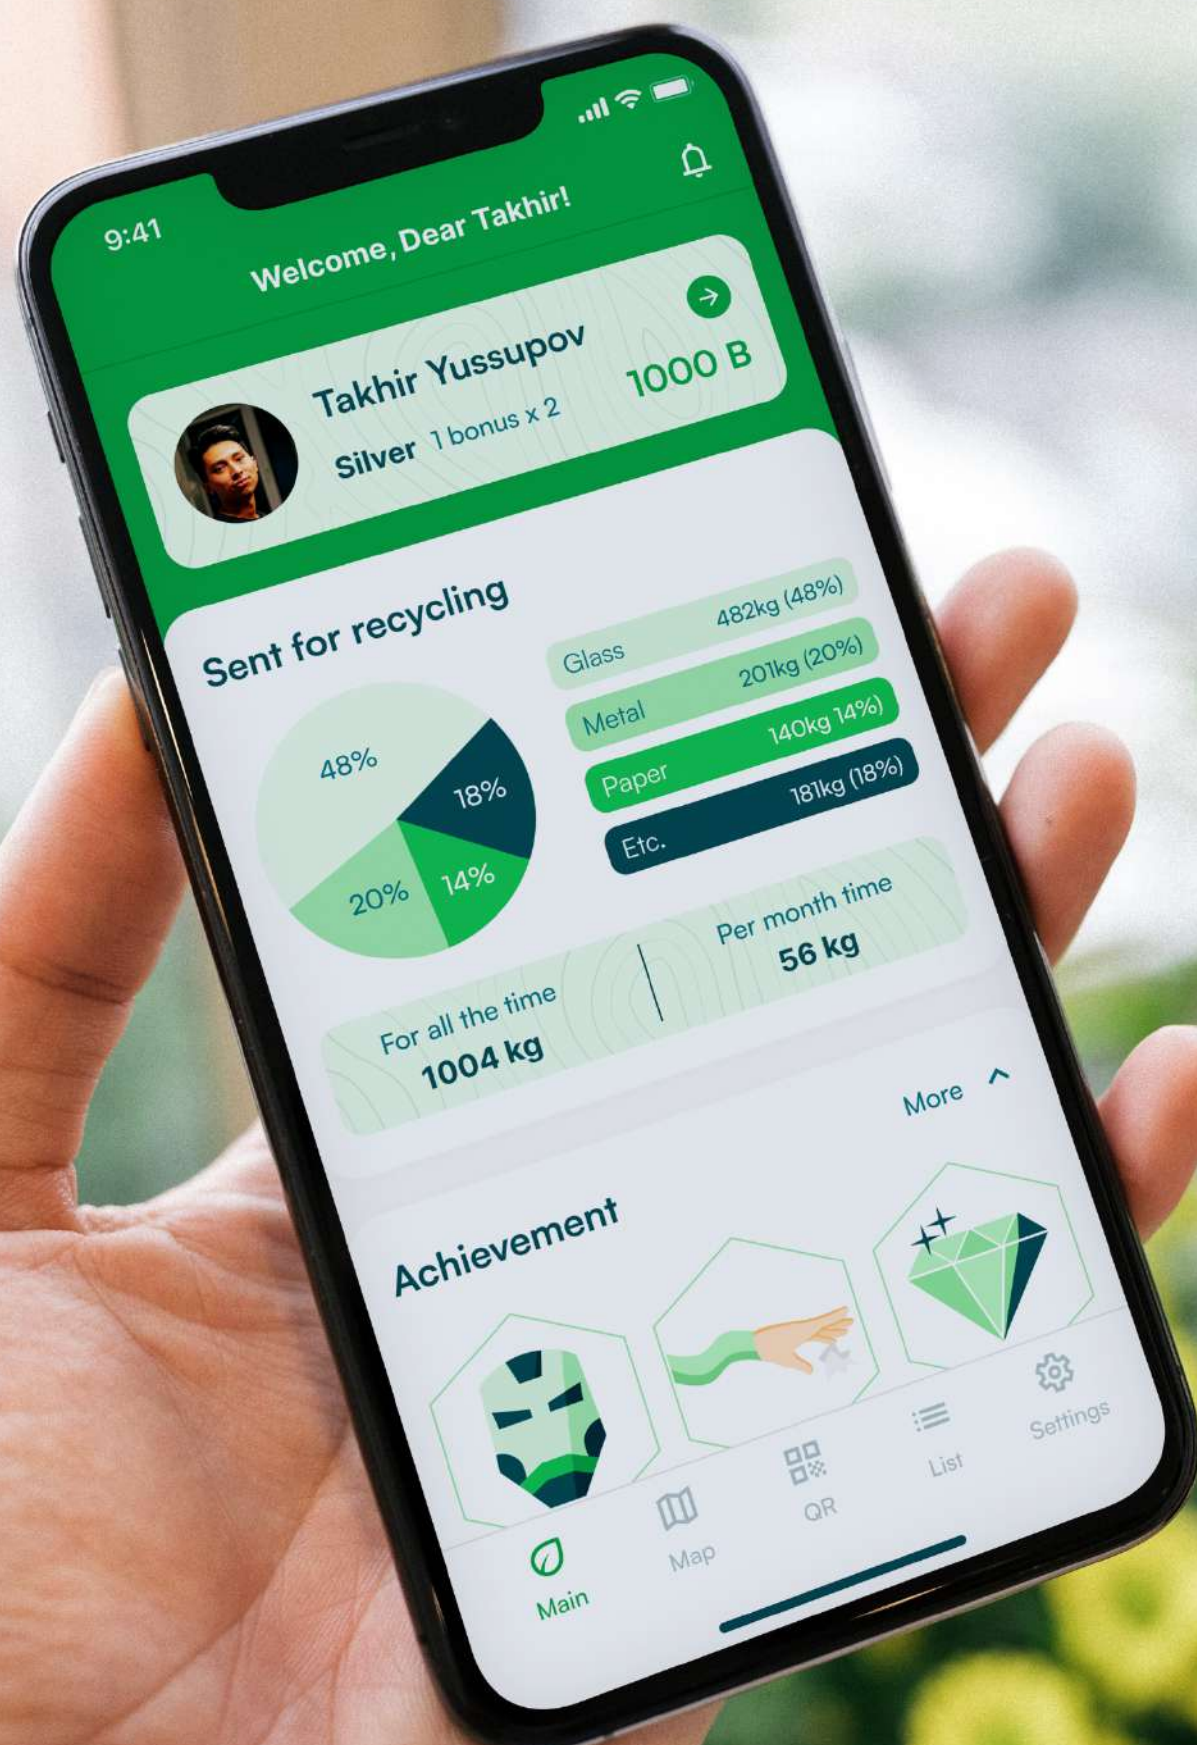 9:41
Welcome, Dear Takhir!
Takhir Yussupov
Silver 1 bonus x 2
1000 B
Sent for recycling
48%
18%
20%
14%
Glass 482kg (48%)
Metal 201kg (20%)
Paper 140kg 14%)
Etc. 181kg (18%)
For all the time
1004 kg
Per month time
56 kg
More
Achievement
Main
Map
QR
List
Settings